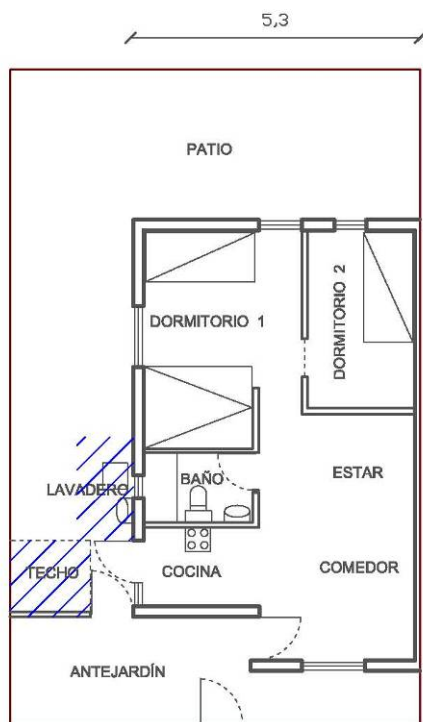 5,3
PATIO
DORMITORIO 1
DORMITORIO 2
BAÑO
ESTAR
LAVADERO
TECHO
COCINA
COMEDOR
ANTEJARDÍN